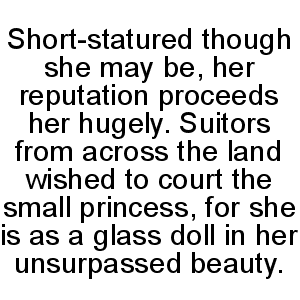 Short-statured though
she may be, her
reputation proceeds
her hugely. Suitors
from across the land
wished to court the
small princess, for she
is as a glass doll in her
unsurpassed beauty.